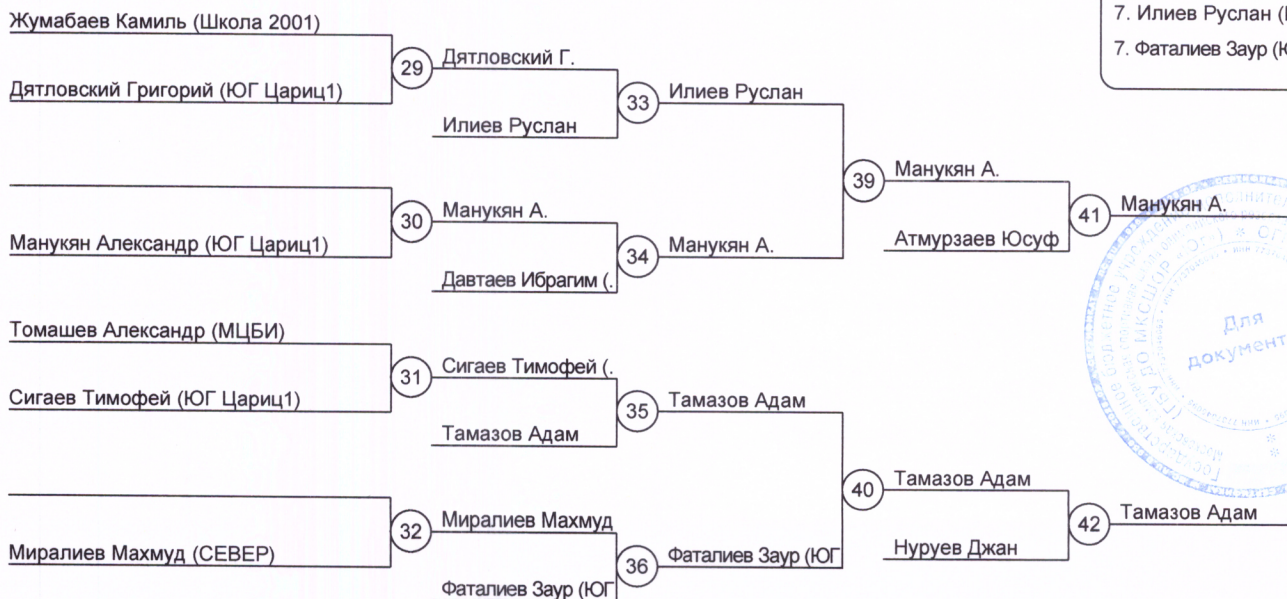 7. Илиев Руслан (
7. Фаталиев Заур (Ю
Жумабаев Камиль (Школа 2001)
Дятловский Григорий (ЮГ Цариц1)
29
Дятловский Г.
Илиев Руслан
33
Илиев Руслан
Манукян Александр (ЮГ Цариц1)
30
Манукян А.
Давтаев Ибрагим (.
34
Манукян А.
39
Манукян А.
Атмурзаев Юсуф
41
Манукян А.
Томашев Александр (МЦБИ)
Сигаев Тимофей (ЮГ Цариц1)
31
Сигаев Тимофей (.
Тамазов Адам
35
Тамазов Адам
Миралиев Махмуд (СЕВЕР)
32
Миралиев Махмуд
Фаталиев Заур (ЮГ
36
Фаталиев Заур (ЮГ
40
Тамазов Адам
Нуруев Джан
42
Тамазов Адам
Для
документ